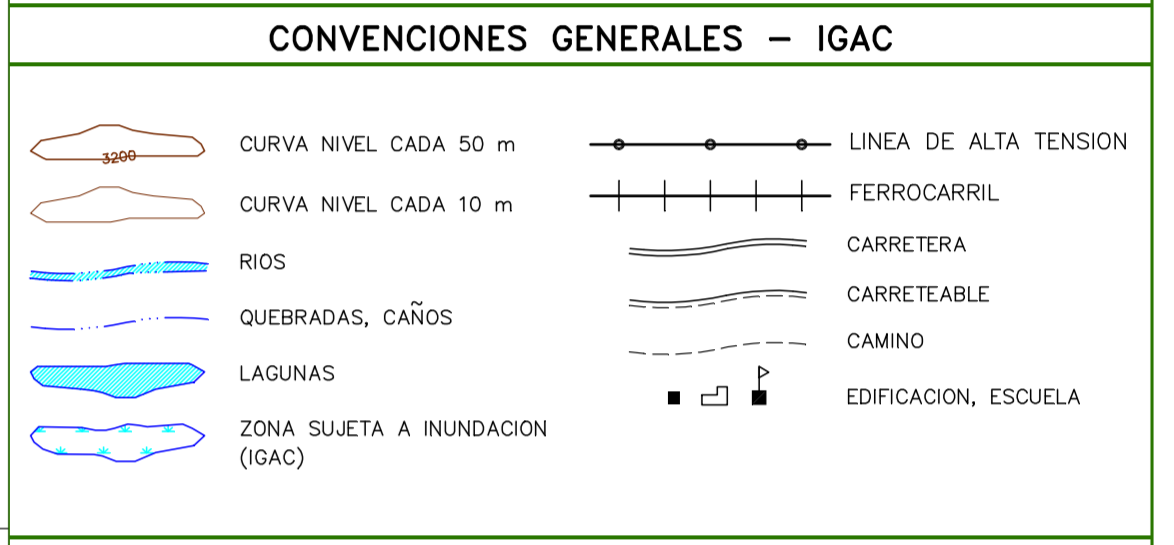 CONVENCIONES GENERALES - IGAC
3200
CURVA NIVEL CADA 50 m
CURVA NIVEL CADA 10 m
RIOS
QUEBRADAS, CAÑOS
LAGUNAS
ZONA SUJETA A INUNDACION
(IGAC)
LINEA DE ALTA TENSION
FERROCARRIL
CARRETERA
CARRETEABLE
CAMINO
EDIFICACION, ESCUELA